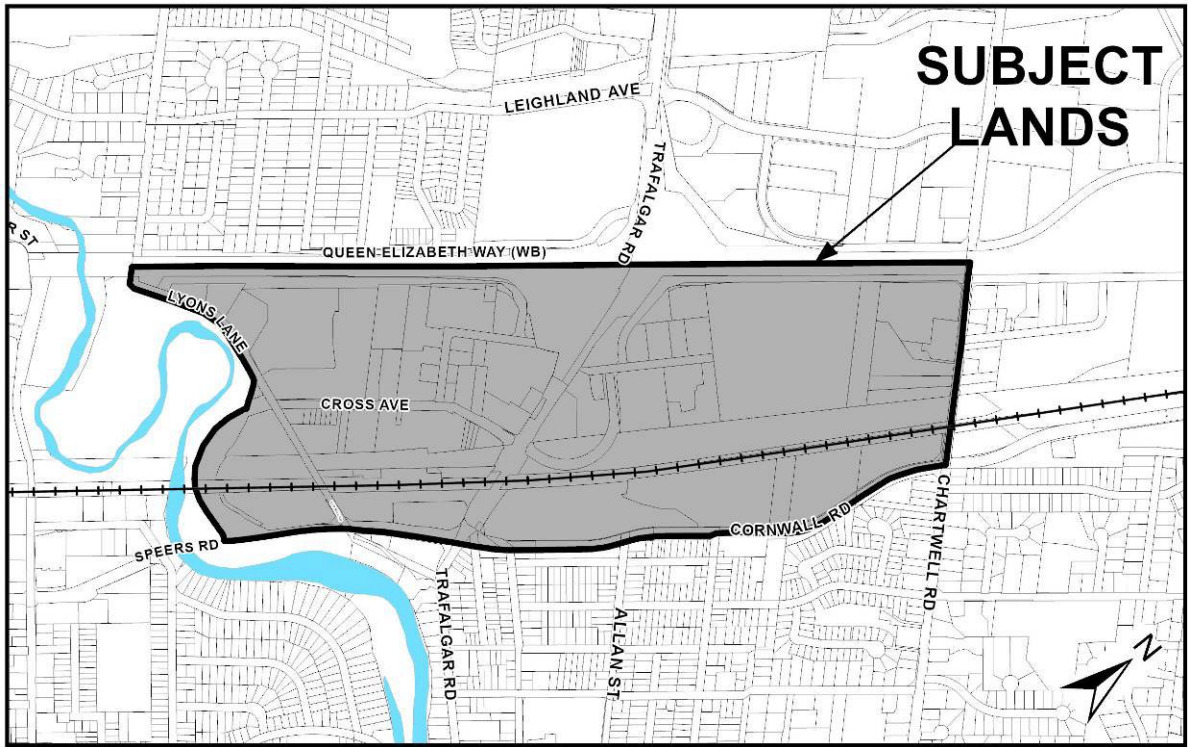 SUBJECT
LANDS
LEIGHLAND AVE
TRAFALGAR RD
R ST
QUEEN ELIZABETH WAY (WB)
LYONS LANE
CROSS AVE
CORNWALL RD
CHARTWELL RD
SPEERS RD
TRAFALGAR RD
ALLAN ST
N